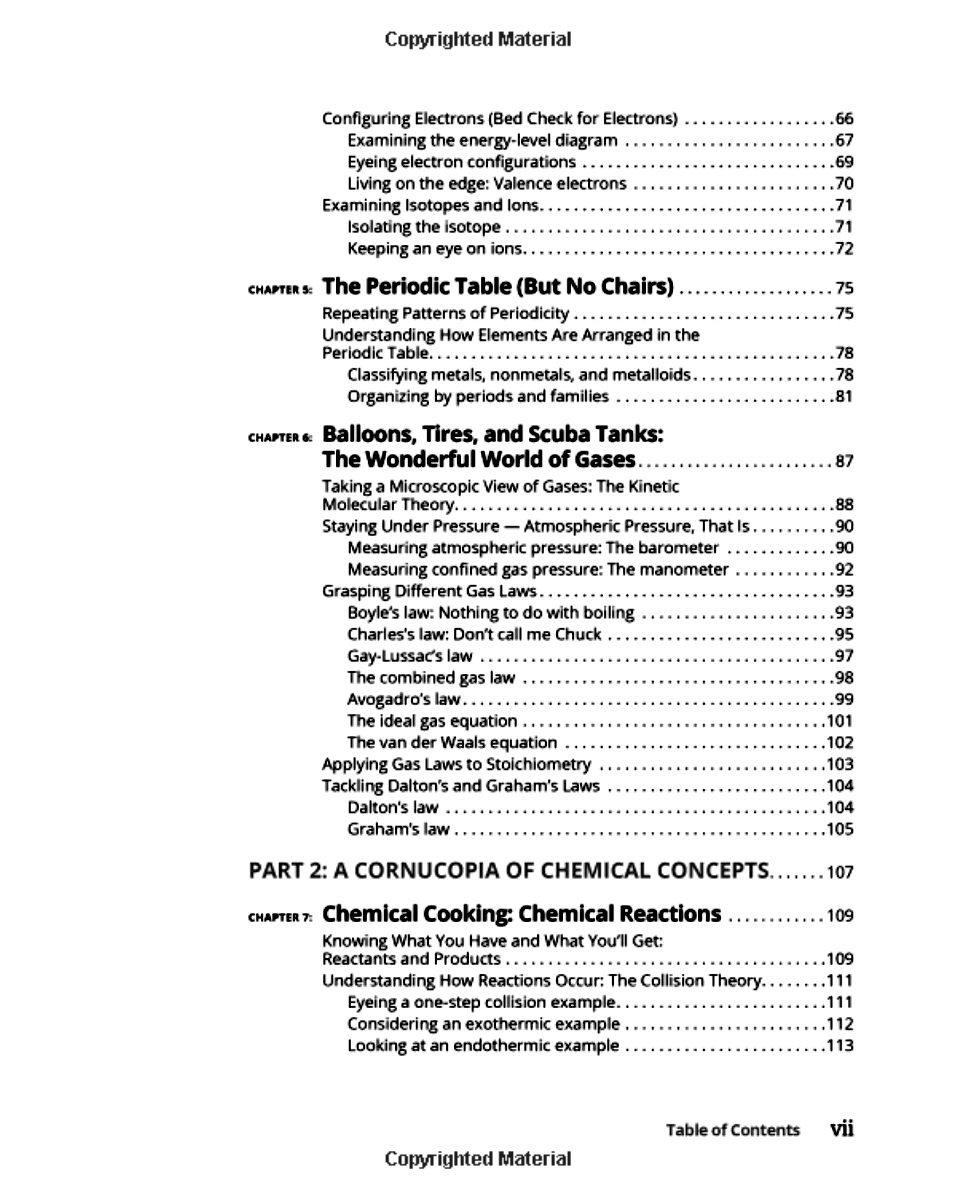 Copyrighted Material
Configuring Electrons (Bed Check for Electrons) . . . . . . . . . . . . . . . . . .66
Examining the energy-level diagram . . . . . . . . . . . . . . . . . . . . . . . . .67
Eyeing electron configurations . . . . . . . . . . . . . . . . . . . . . . . . . . . . . .69
Living on the edge: Valence electrons . . . . . . . . . . . . . . . . . . . . . . . .70
Examining Isotopes and Ions. . . . . . . . . . . . . . . . . . . . . . . . . . . . . . . . . . .71
Isolating the isotope . . . . . . . . . . . . . . . . . . . . . . . . . . . . . . . . . . . . . . .71
Keeping an eye on ions. . . . . . . . . . . . . . . . . . . . . . . . . . . . . . . . . . . . .72
CHAPTER 5: The Periodic Table (But No Chairs) . . . . . . . . . . . . . . . . . . . 75
Repeating Patterns of Periodicity . . . . . . . . . . . . . . . . . . . . . . . . . . . . . . .75
Understanding How Elements Are Arranged in the
Periodic Table. . . . . . . . . . . . . . . . . . . . . . . . . . . . . . . . . . . . . . . . . . . . . . . .78
Classifying metals, nonmetals, and metalloids. . . . . . . . . . . . . . . . .78
Organizing by periods and families . . . . . . . . . . . . . . . . . . . . . . . . . .81
CHAPTER 6: Balloons, Tires, and Scuba Tanks:
The Wonderful World of Gases. . . . . . . . . . . . . . . . . . . . . . . . 87
Taking a Microscopic View of Gases: The Kinetic
Molecular Theory. . . . . . . . . . . . . . . . . . . . . . . . . . . . . . . . . . . . . . . . . . . . .88
Staying Under Pressure — Atmospheric Pressure, That Is . . . . . . . . . .90
Measuring atmospheric pressure: The barometer . . . . . . . . . . . . .90
Measuring confined gas pressure: The manometer . . . . . . . . . . . .92
Grasping Different Gas Laws. . . . . . . . . . . . . . . . . . . . . . . . . . . . . . . . . . .93
Boyle's law: Nothing to do with boiling . . . . . . . . . . . . . . . . . . . . . . .93
Charles's law: Don't call me Chuck . . . . . . . . . . . . . . . . . . . . . . . . . . .95
Gay-Lussac's law . . . . . . . . . . . . . . . . . . . . . . . . . . . . . . . . . . . . . . . . . .97
The combined gas law . . . . . . . . . . . . . . . . . . . . . . . . . . . . . . . . . . . . .98
Avogadro's law. . . . . . . . . . . . . . . . . . . . . . . . . . . . . . . . . . . . . . . . . . . .99
The ideal gas equation . . . . . . . . . . . . . . . . . . . . . . . . . . . . . . . . . . . .101
The van der Waals equation . . . . . . . . . . . . . . . . . . . . . . . . . . . . . . .102
Applying Gas Laws to Stoichiometry . . . . . . . . . . . . . . . . . . . . . . . . . . .103
Tackling Dalton's and Graham's Laws . . . . . . . . . . . . . . . . . . . . . . . . . .104
Dalton's law . . . . . . . . . . . . . . . . . . . . . . . . . . . . . . . . . . . . . . . . . . . . .104
Graham's law . . . . . . . . . . . . . . . . . . . . . . . . . . . . . . . . . . . . . . . . . . . .105
PART 2: A CORNUCOPIA OF CHEMICAL CONCEPTS. . . . . . . 107
CHAPTER 7: Chemical Cooking: Chemical Reactions . . . . . . . . . . . . 109
Knowing What You Have and What You'll Get:
Reactants and Products . . . . . . . . . . . . . . . . . . . . . . . . . . . . . . . . . . . . . .109
Understanding How Reactions Occur: The Collision Theory. . . . . . . .111
Eyeing a one-step collision example. . . . . . . . . . . . . . . . . . . . . . . . .111
Considering an exothermic example . . . . . . . . . . . . . . . . . . . . . . . .112
Looking at an endothermic example . . . . . . . . . . . . . . . . . . . . . . . .113
Table of Contents vii
Copyrighted Material